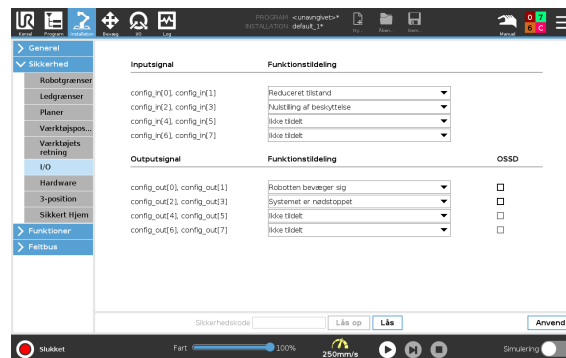 PROGRAM <unavngivet>*
INSTALLATION default_1*
Kørsel Program Installation Bevæg I/O Log Ny... Åben... Gem... Manuel
0 7
6 C
Generel
Sikkerhed
Robotgrænser
Ledgrænser
Planer
Værktøjspos...
Værktøjets
retning
I/O
Hardware
3-position
Sikkert Hjem
Funktioner
Feltbus
Inputsignal Funktionstildeling
config_in[0], config_in[1] Reduceret tilstand
config_in[2], config_in[3] Nulstilling af beskyttelse
config_in[4], config_in[5] Ikke tildelt
config_in[6], config_in[7] Ikke tildelt
Outputsignal Funktionstildeling OSSD
config_out[0], config_out[1] Robotten bevæger sig
config_out[2], config_out[3] Systemet er nødstoppet
config_out[4], config_out[5] Ikke tildelt
config_out[6], config_out[7] Ikke tildelt
Sikkerhedskode Lås op Lås Anvend
Slukket Fart 100% 250mm/s Simulering